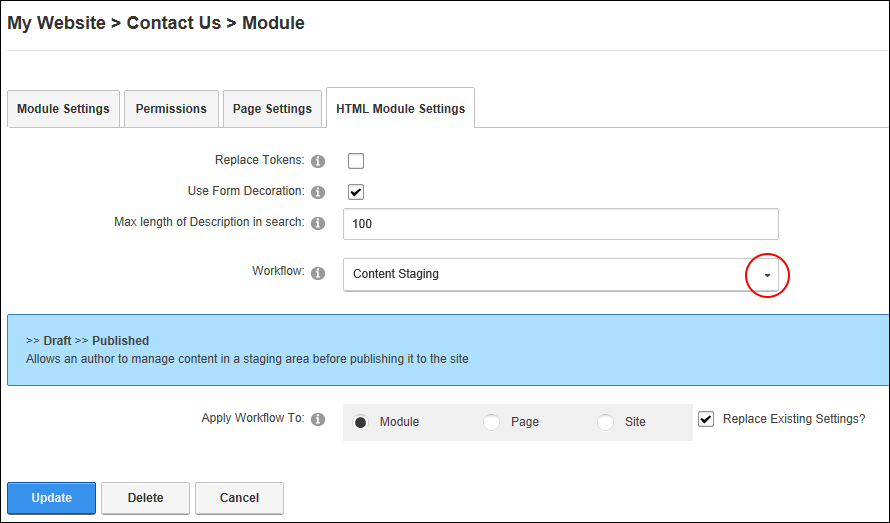 My Website > Contact Us > Module
Module Settings Permissions Page Settings HTML Module Settings
Replace Tokens:
Use Form Decoration:
Max length of Description in search: 100
Workflow: Content Staging
>> Draft >> Published
Allows an author to manage content in a staging area before publishing it to the site
Apply Workflow To: Module Page Site Replace Existing Settings?
Update Delete Cancel